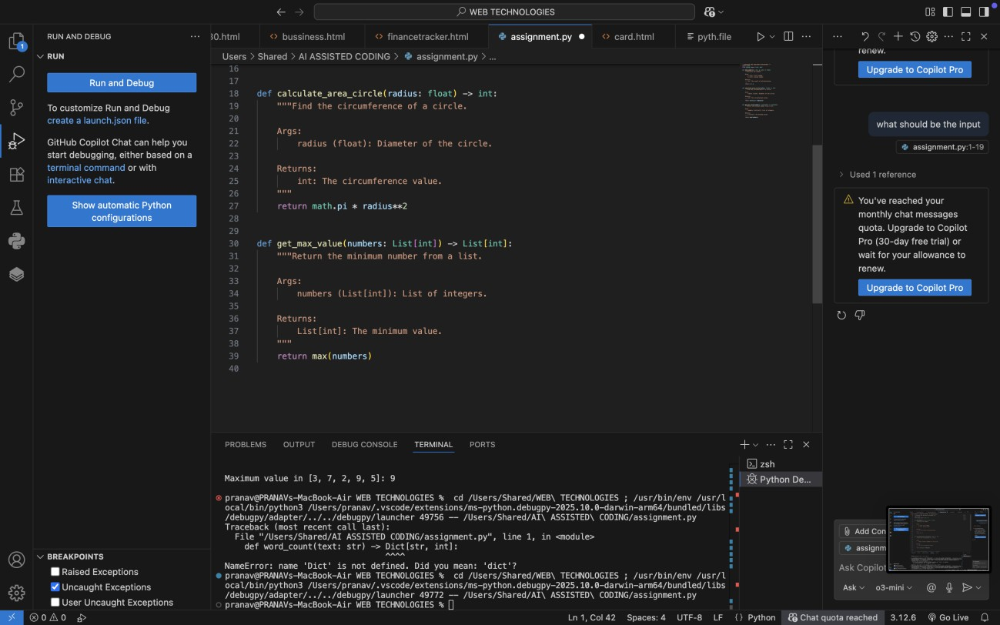 WEB TECHNOLOGIES
RUN AND DEBUG
RUN
Run and Debug
To customize Run and Debug
create a launch.json file.
GitHub Copilot Chat can help you
start debugging, either based on a
terminal command or with
interactive chat.
Show automatic Python
configurations
BREAKPOINTS
Raised Exceptions
Uncaught Exceptions
User Uncaught Exceptions
30.html
bussiness.html
financetracker.html
assignment.py
card.html
pyth.file
Users > Shared > AI ASSISTED CODING > assignment.py > ...
16
17
18 def calculate_area_circle(radius: float) -> int:
19 """Find the circumference of a circle.
20
21 Args:
22 radius (float): Diameter of the circle.
23
24 Returns:
25 int: The circumference value.
26 """
27 return math.pi * radius**2
28
29
30 def get_max_value(numbers: List[int]) -> List[int]:
31 """Return the minimum number from a list.
32
33 Args:
34 numbers (List[int]): List of integers.
35
36 Returns:
37 List[int]: The minimum value.
38 """
39 return max(numbers)
40
PROBLEMS
OUTPUT
DEBUG CONSOLE
TERMINAL
PORTS
Maximum value in [3, 7, 2, 9, 5]: 9
pranav@PRANAVs-MacBook-Air WEB TECHNOLOGIES % cd /Users/Shared/WEB\ TECHNOLOGIES ; /usr/bin/env /usr/l
ocal/bin/python3 /Users/pranav/.vscode/extensions/ms-python.debugpy-2025.10.0-darwin-arm64/bundled/libs
/debugpy/adapter/../../debugpy/launcher 49756 -- /Users/Shared/AI\ ASSISTED\ CODING/assignment.py
Traceback (most recent call last):
File "/Users/Shared/AI ASSISTED CODING/assignment.py", line 1, in <module>
def word_count(text: str) -> Dict[str, int]:
^^^^
NameError: name 'Dict' is not defined. Did you mean: 'dict'?
pranav@PRANAVs-MacBook-Air WEB TECHNOLOGIES % cd /Users/Shared/WEB\ TECHNOLOGIES ; /usr/bin/env /usr/l
ocal/bin/python3 /Users/pranav/.vscode/extensions/ms-python.debugpy-2025.10.0-darwin-arm64/bundled/libs
/debugpy/adapter/../../debugpy/launcher 49772 -- /Users/Shared/AI\ ASSISTED\ CODING/assignment.py
pranav@PRANAVs-MacBook-Air WEB TECHNOLOGIES %
zsh
Python De...
renew.
Upgrade to Copilot Pro
what should be the input
assignment.py:1-19
Used 1 reference
You've reached your
monthly chat messages
quota. Upgrade to Copilot
Pro (30-day free trial) or
wait for your allowance to
renew.
Upgrade to Copilot Pro
Add Con
assignm
Ask Copilot
Ask
o3-mini
1
0 0 0
Ln 1, Col 42
Spaces: 4
UTF-8
LF
{} Python
Chat quota reached
3.12.6
Go Live